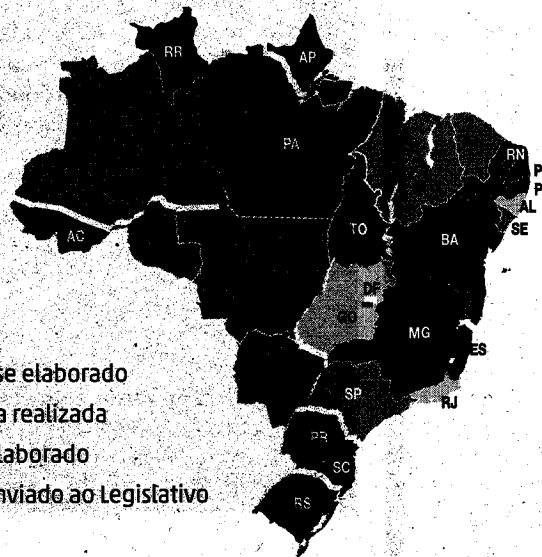 RR
AP
PA
RN
P
P
AL
SE
AC
TO
BA
DF
GO
MG
ES
SP
RJ
PR
SC
RS
se elaborado
a realizada
laborado
nviado ao Legislativo